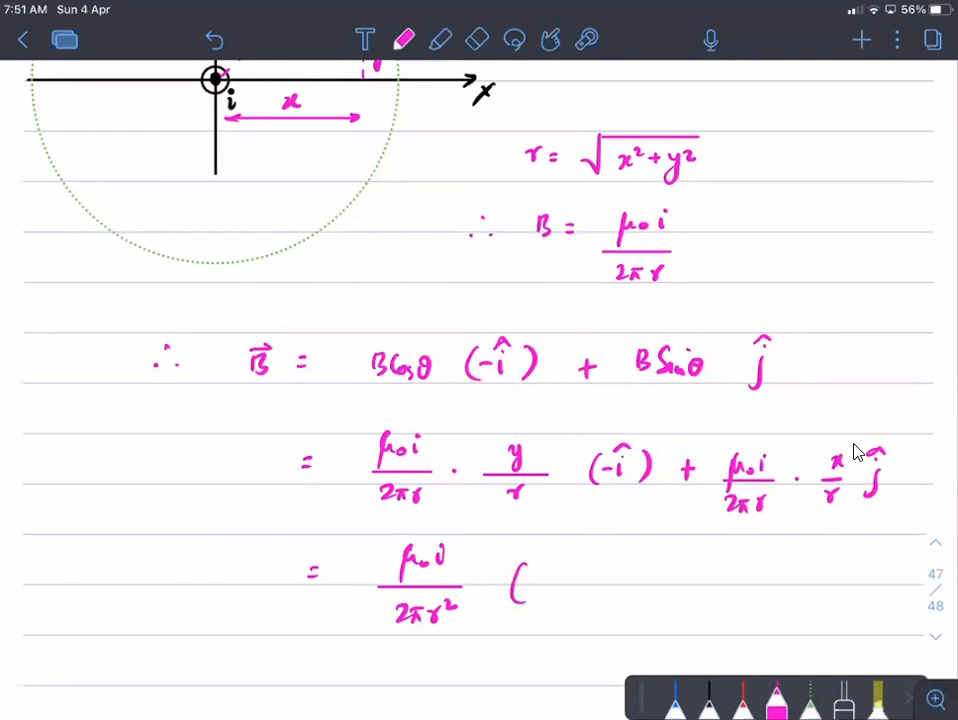 7:51 AM Sun 4 Apr 56%
T
i x
x
r = √(x² + y²)
∴ B = μ₀i / 2πr
∴ B⃗ = B Cosθ (-î) + B Sinθ ĵ
= μ₀i / 2πr · y / r (-î) + μ₀i / 2πr · x / r ĵ
= μ₀i / 2πr² (
47
/
48